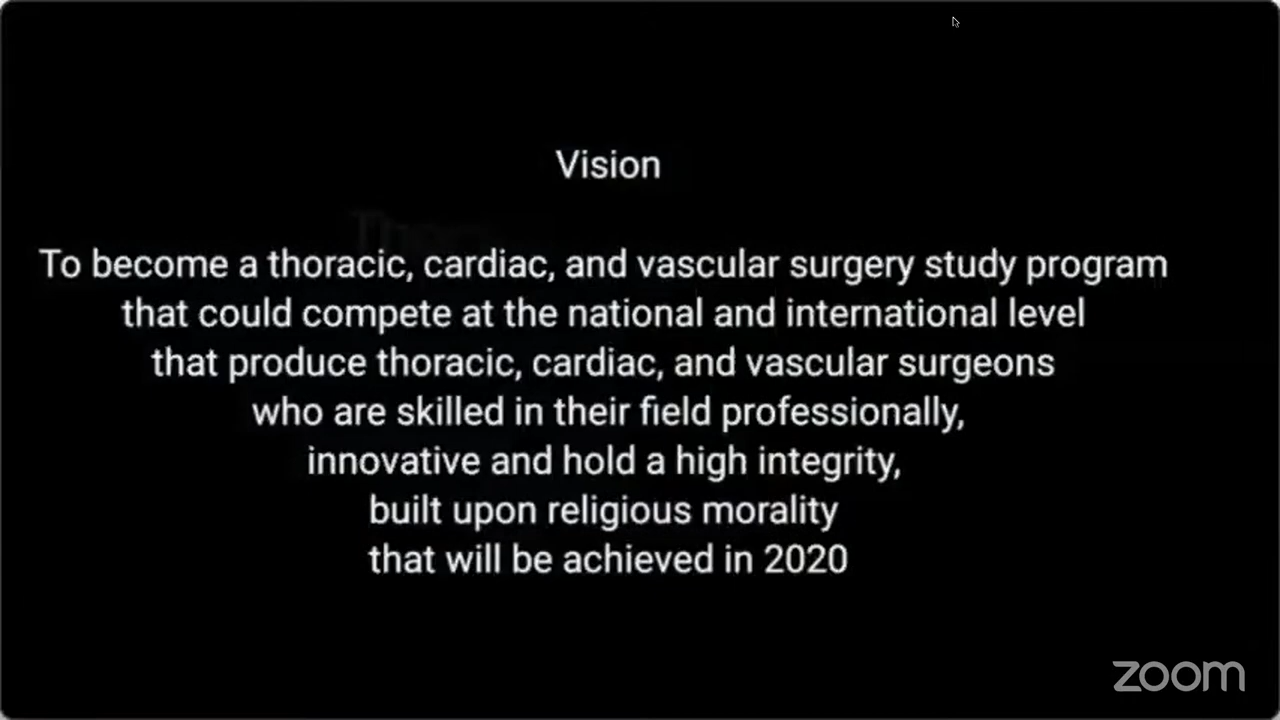 Vision
To become a thoracic, cardiac, and vascular surgery study program
that could compete at the national and international level
that produce thoracic, cardiac, and vascular surgeons
who are skilled in their field professionally,
innovative and hold a high integrity,
built upon religious morality
that will be achieved in 2020
zoom